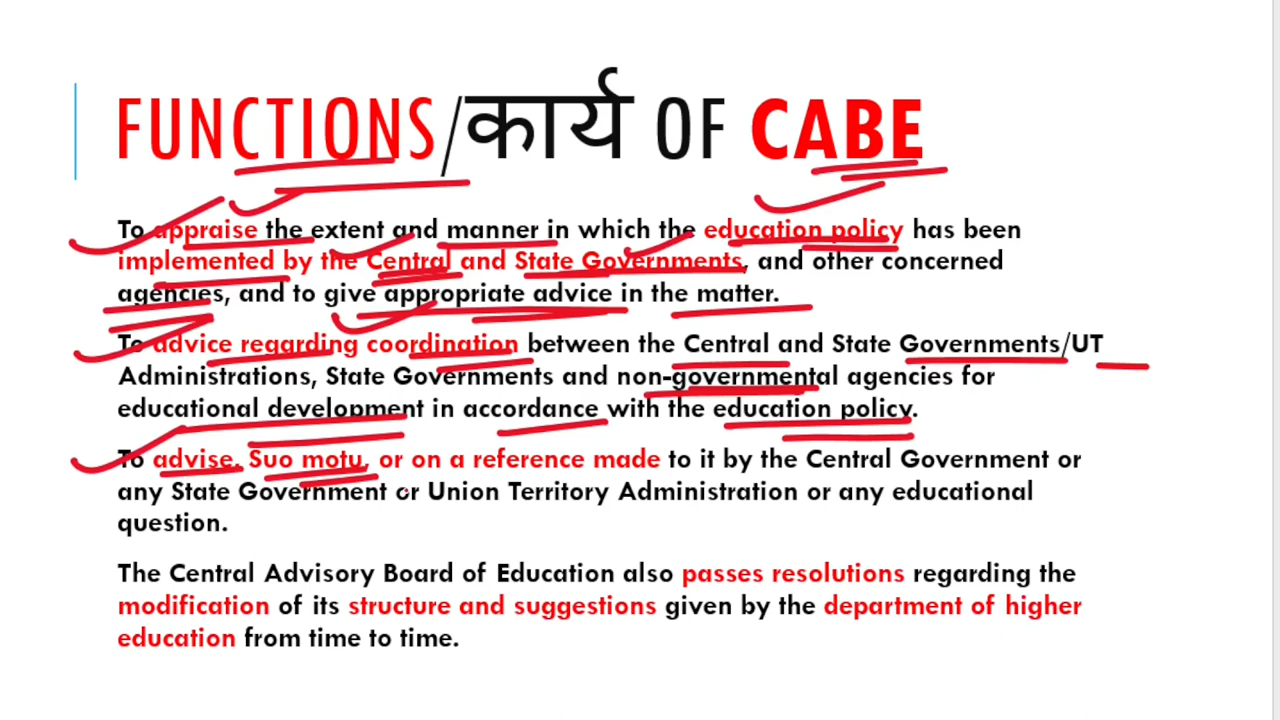 FUNCTIONS/कार्य OF CABE
To appraise the extent and manner in which the education policy has been
implemented by the Central and State Governments, and other concerned
agencies, and to give appropriate advice in the matter.
To advice regarding coordination between the Central and State Governments/UT
Administrations, State Governments and non-governmental agencies for
educational development in accordance with the education policy.
To advise, Suo motu, or on a reference made to it by the Central Government or
any State Government or Union Territory Administration or any educational
question.
The Central Advisory Board of Education also passes resolutions regarding the
modification of its structure and suggestions given by the department of higher
education from time to time.